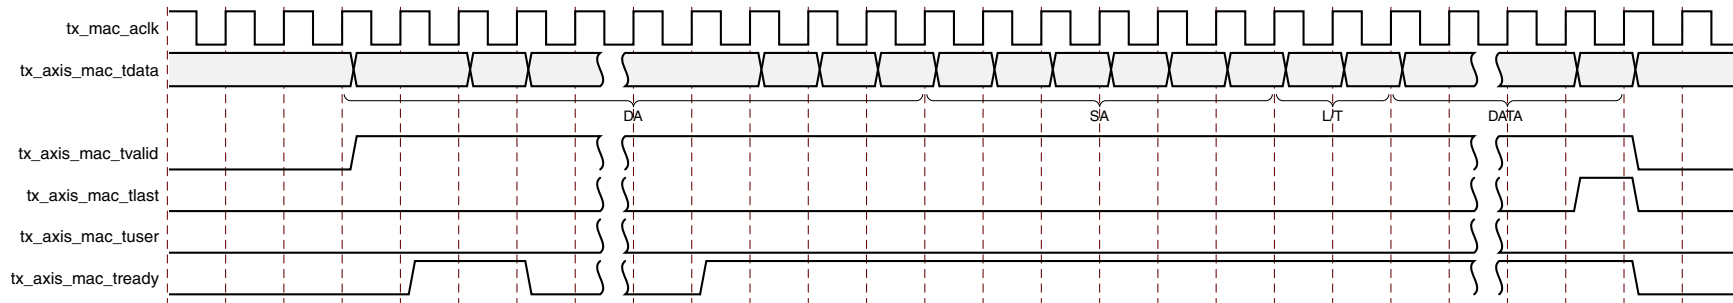 tx_mac_aclk
tx_axis_mac_tdata
DA SA L/T DATA
tx_axis_mac_tvalid
tx_axis_mac_tlast
tx_axis_mac_tuser
tx_axis_mac_tready